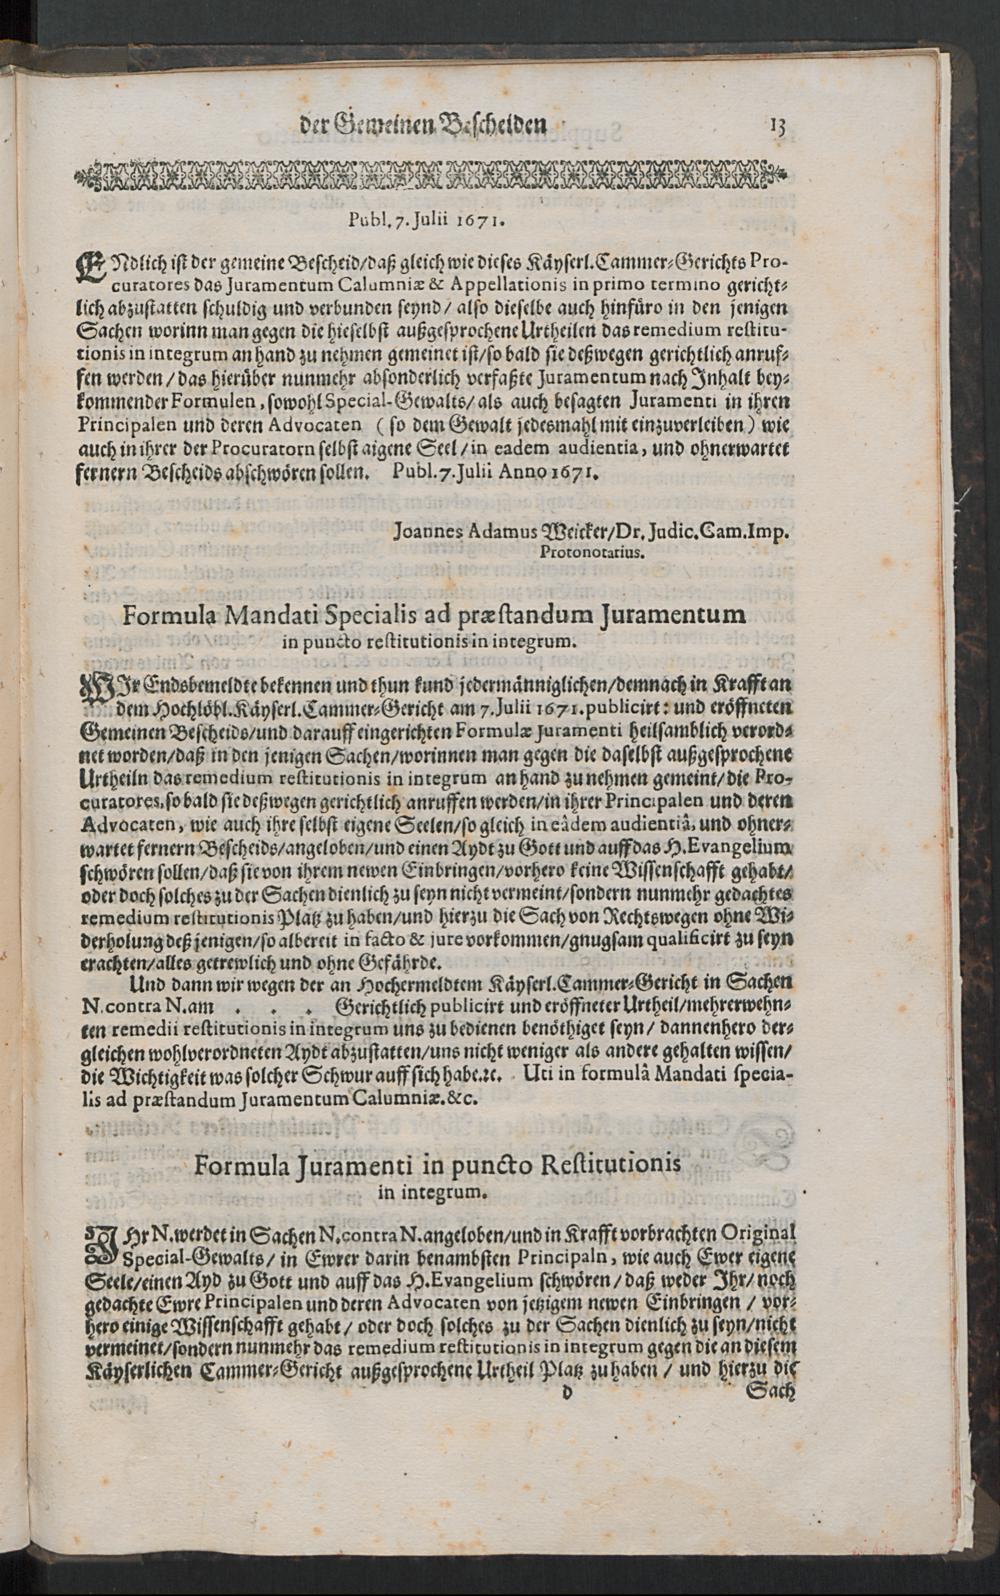 der Gemeinen Bescheiden 13
Publ. 7. Julii 1671.
ENdlich ist der gemeine Bescheid/daß gleich wie dieses Käyserl. Cammer-Gerichts Pro-
curatores das Juramentum Calumniæ & Appellationis in primo termino gericht-
lich abzustatten schuldig und verbunden seynd/ also dieselbe auch hinfüro in den jenigen
Sachen worinn man gegen die hieselbst außgesprochene Urtheilen das remedium restitu-
tionis in integrum an hand zu nehmen gemeinet ist/so bald sie deßwegen gerichtlich anruf-
fen werden/das hierüber nunmehr absonderlich verfaßte Juramentum nach Inhalt bey-
kommender Formulen, sowohl Special-Gewalts/ als auch besagten Juramenti in ihren
Principalen und deren Advocaten (so dem Gewalt jedesmahl mit einzuverleiben) wie
auch in ihrer der Procuratorn selbst aigene Seel/in eadem audientia, und ohnerwartet
fernern Bescheids abschwören sollen. Publ. 7. Julii Anno 1671.
Joannes Adamus Weicker/Dr. Judic. Cam. Imp.
Protonotarius.
Formula Mandati Specialis ad præstandum Juramentum
in puncto restitutionis in integrum.
WIr Endsbemeldte bekennen und thun kund jedermänniglichen/demnach in Krafft an
dem Hochlöbl. Käyserl. Cammer-Gericht am 7. Julii 1671. publicirt: und eröffneten
Gemeinen Bescheids/und darauff eingerichten Formulæ Juramenti heilsamblich verord-
net worden/daß in den jenigen Sachen/worinnen man gegen die daselbst außgesprochene
Urtheiln das remedium restitutionis in integrum an hand zu nehmen gemeint/die Pro-
curatores, so bald sie deßwegen gerichtlich anruffen werden/in ihrer Principalen und deren
Advocaten, wie auch ihre selbst eigene Seelen/so gleich in eâdem audientiâ, und ohner-
wartet fernern Bescheids/angeloben/und einen Aydt zu Gott und auff das H. Evangelium
schwören sollen/daß sie von ihrem newen Einbringen/vorhero keine Wissenschafft gehabt/
oder doch solches zu der Sachen dienlich zu seyn nicht vermeint/sondern nunmehr gedachtes
remedium restitutionis Platz zu haben/und hierzu die Sach von Rechtswegen ohne Wi-
derholung deß jenigen/so albereit in facto & jure vorkommen/gnugsam qualificirt zu seyn
erachten/alles getrewlich und ohne Gefährde.
Und dann wir wegen der an Hochermeldtem Käyserl. Cammer-Gericht in Sachen
N. contra N. am . . . Gerichtlich publicirt und eröffneter Urtheil/mehrerwehn-
ten remedii restitutionis in integrum uns zu bedienen benöthiget seyn/ dannenhero der-
gleichen wohlverordneten Aydt abzustatten/uns nicht weniger als andere gehalten wissen/
die Wichtigkeit was solcher Schwur auff sich habe. ꝛc. Uti in formulâ Mandati specia-
lis ad præstandum Juramentum Calumniæ. &c.
Formula Juramenti in puncto Restitutionis
in integrum.
IHr N. werdet in Sachen N. contra N. angeloben/und in Krafft vorbrachten Original
Special-Gewalts/ in Ewrer darin benambsten Principaln, wie auch Ewer eigene
Seele/einen Ayd zu Gott und auff das H. Evangelium schwören/daß weder Ihr/noch
gedachte Ewre Principalen und deren Advocaten von jetzigem newen Einbringen / vor-
hero einige Wissenschafft gehabt/ oder doch solches zu der Sachen dienlich zu seyn/nicht
vermeinet/sondern nunmehr das remedium restitutionis in integrum gegen die an diesem
Käyserlichen Cammer-Gericht außgesprochene Urtheil Platz zu haben / und hierzu die
d Sach